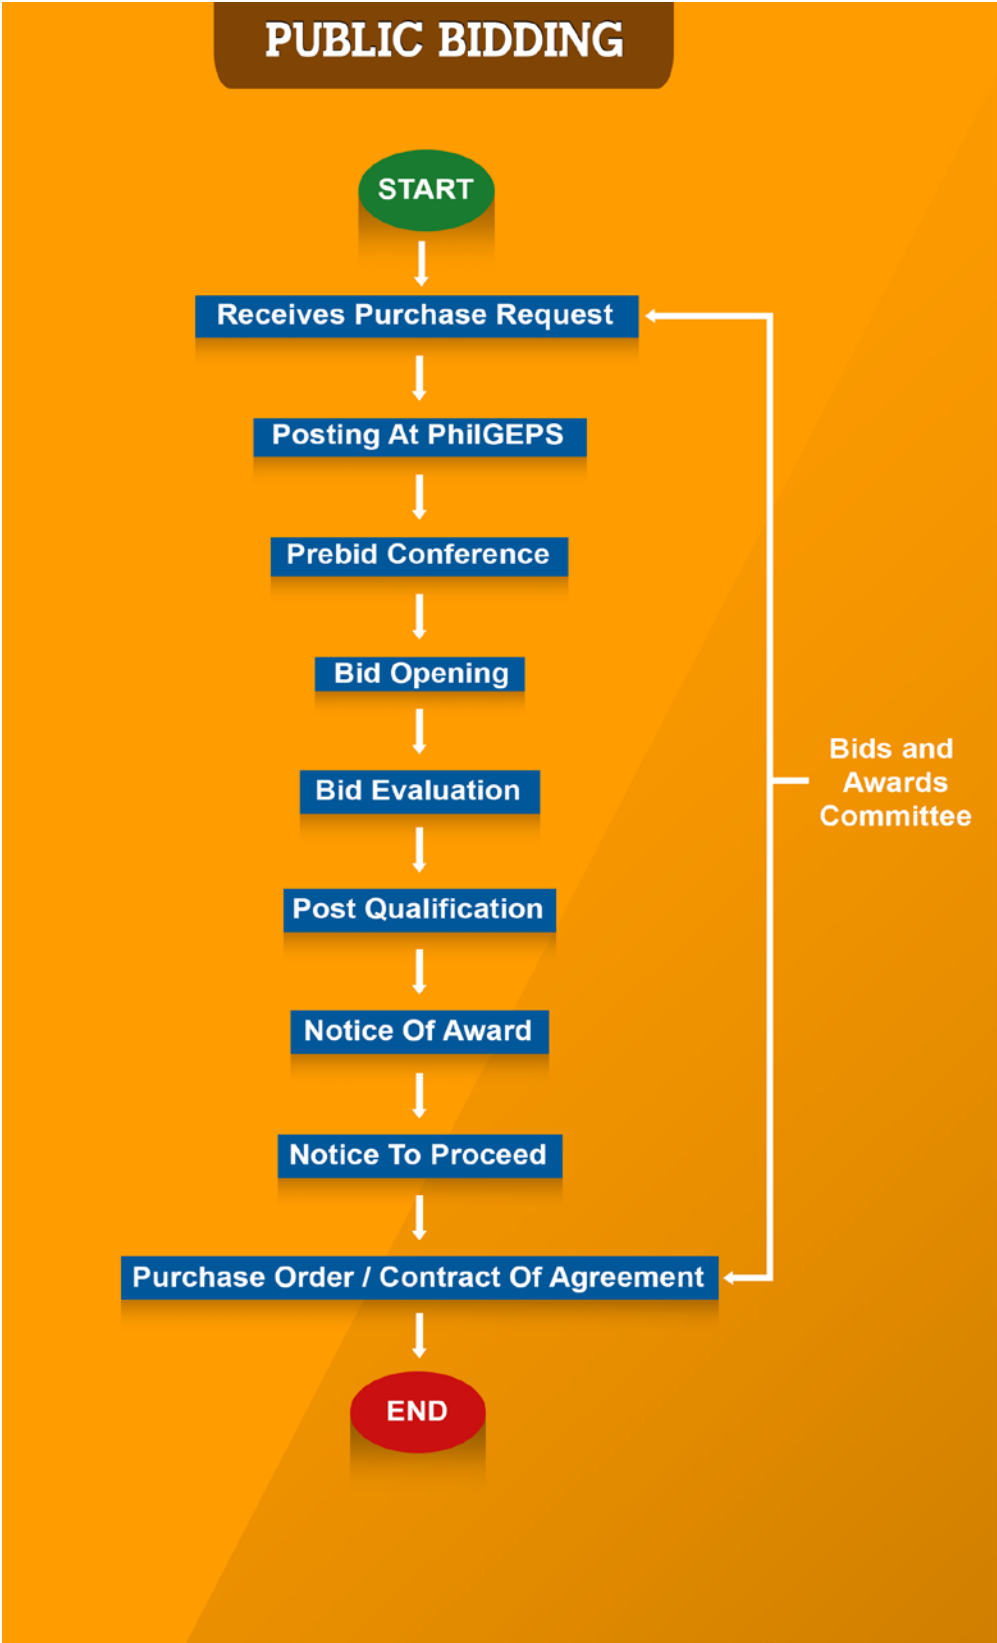 PUBLIC BIDDING
START
Receives Purchase Request
Posting At PhilGEPS
Prebid Conference
Bid Opening
Bid Evaluation
Post Qualification
Notice Of Award
Notice To Proceed
Purchase Order / Contract Of Agreement
END
Bids and
Awards
Committee